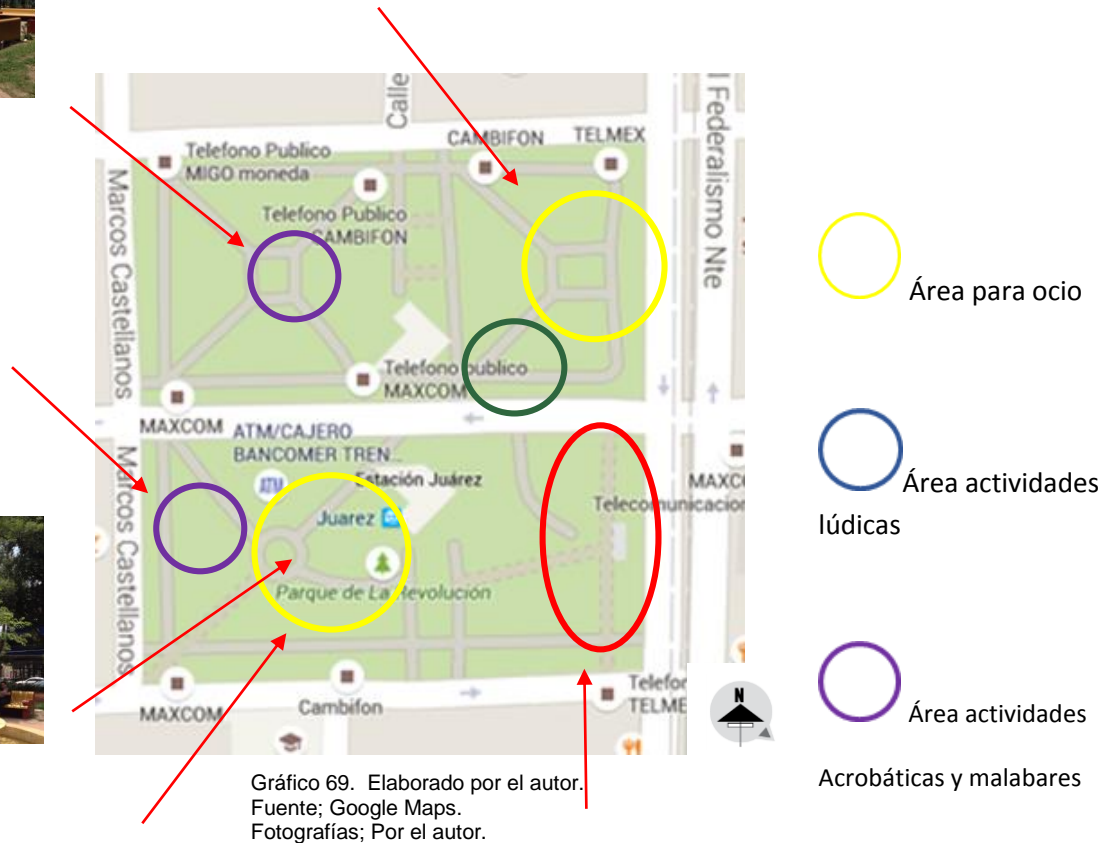 Calle
l Federalismo Nte
CAMBIFON
TELMEX
Telefono Publico
MIGO moneda
Marcos Castellanos
Telefono Publico
CAMBIFON
Telefono publico
MAXCOM
MAXCOM
ATM/CAJERO
BANCOMER TREN...
ATM
Estación Juárez
Juarez
MAXCO
Telecomunicacion
Marcos Castellanos
Parque de La Revolución
MAXCOM
Cambifon
Telefon
TELME
N
Área para ocio
Área actividades
lúdicas
Área actividades
Acrobáticas y malabares
Gráfico 69. Elaborado por el autor.
Fuente; Google Maps.
Fotografías; Por el autor.